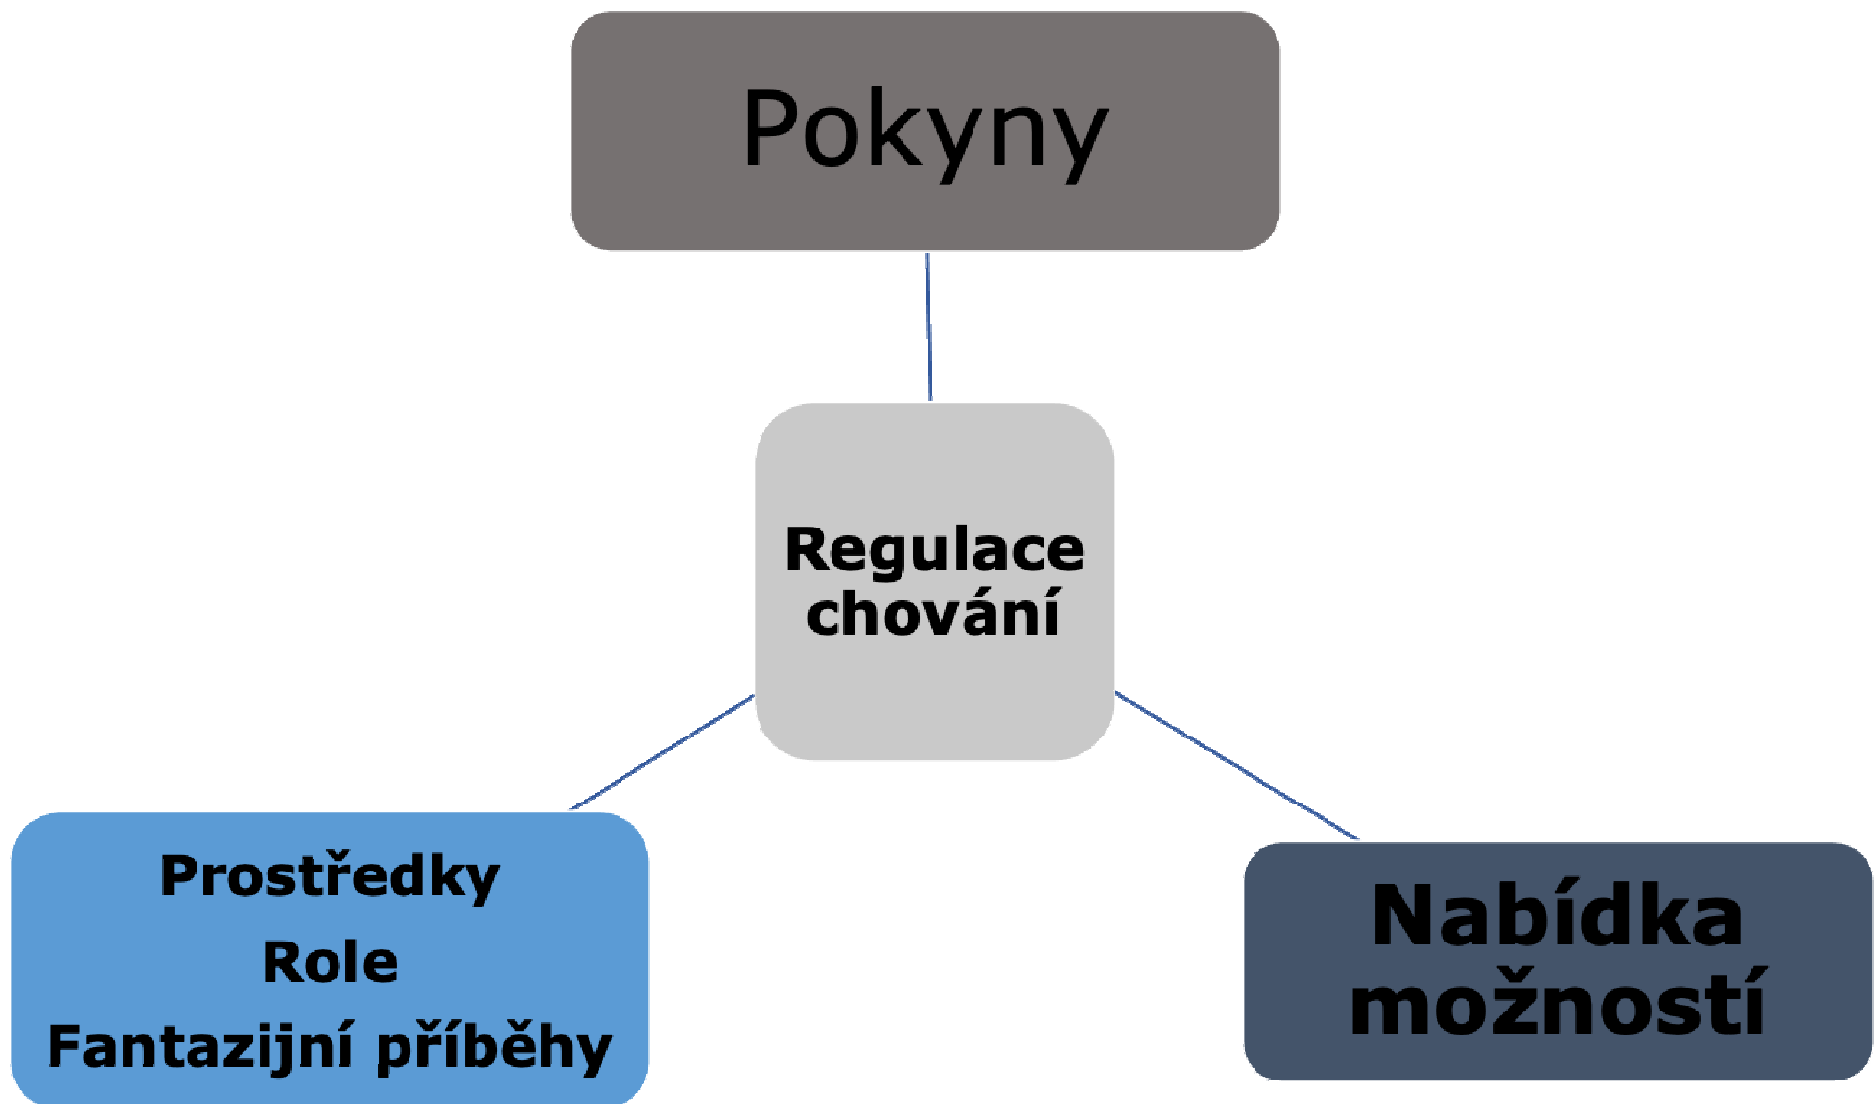 Pokyny
Regulace
chování
Prostředky
Role
Fantazijní příběhy
Nabídka
možností